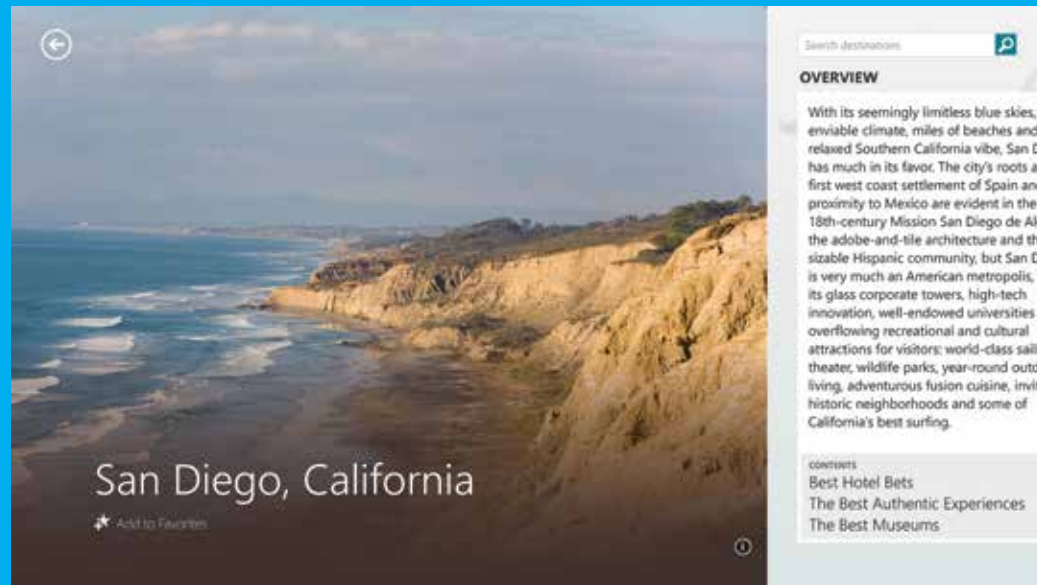 Search destinations
OVERVIEW
With its seemingly limitless blue skies,
enviable climate, miles of beaches and
relaxed Southern California vibe, San D
has much in its favor. The city's roots a
first west coast settlement of Spain and
proximity to Mexico are evident in the
18th-century Mission San Diego de Al
the adobe-and-tile architecture and th
sizable Hispanic community, but San D
is very much an American metropolis,
its glass corporate towers, high-tech
innovation, well-endowed universities
overflowing recreational and cultural
attractions for visitors: world-class sail
theater, wildlife parks, year-round outd
living, adventurous fusion cuisine, invit
historic neighborhoods and some of
California's best surfing.
San Diego, California
Add to Favorites
CONTENTS
Best Hotel Bets
The Best Authentic Experiences
The Best Museums